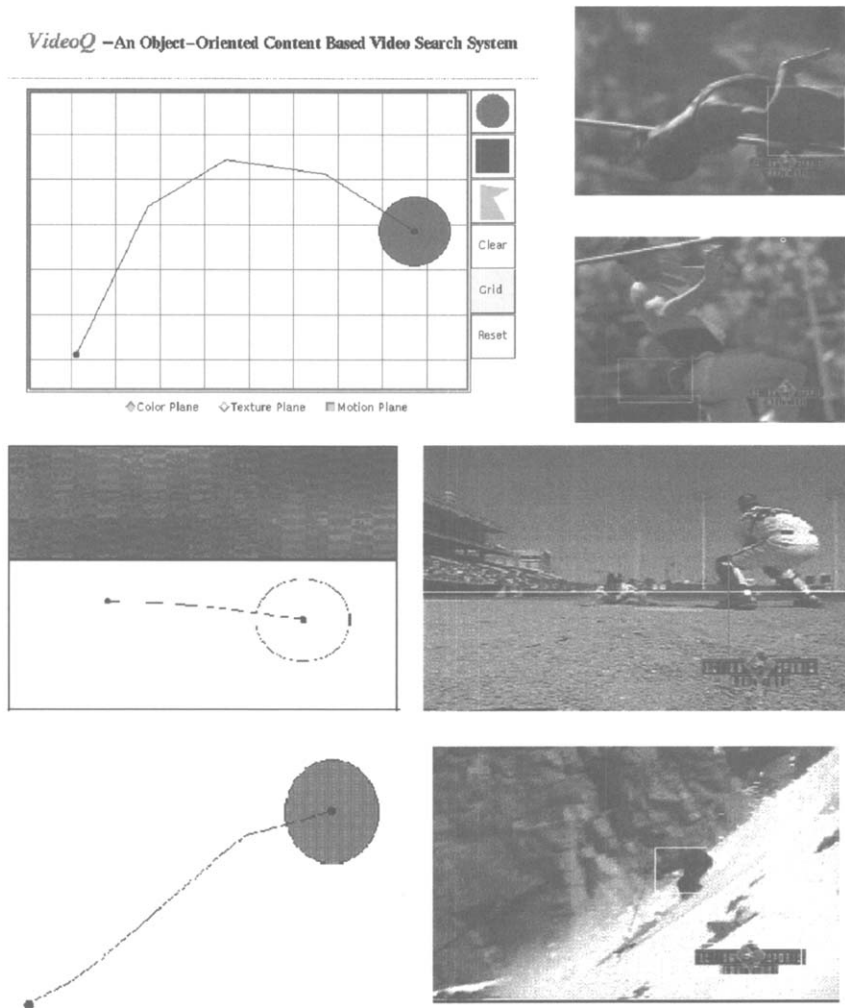 VideoQ –An Object–Oriented Content Based Video Search System
Clear
Grid
Reset
Color Plane Texture Plane Motion Plane